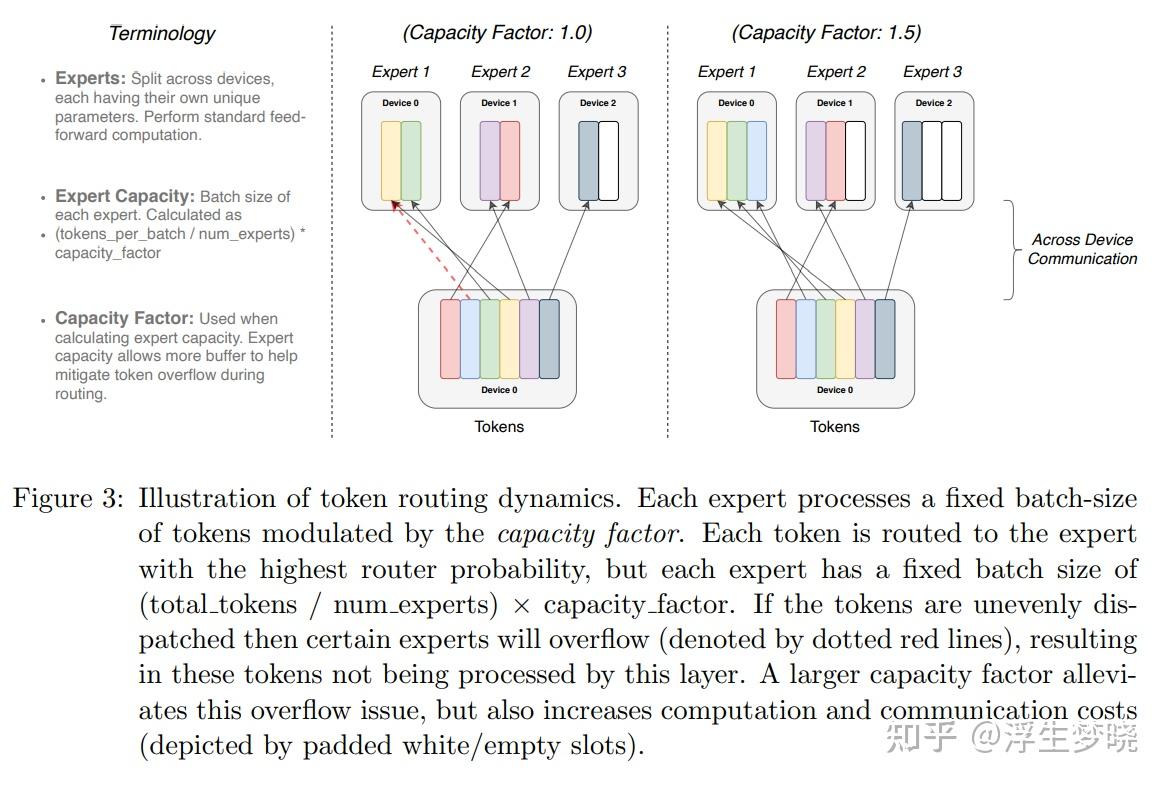 Terminology
• Experts: Split across devices,
each having their own unique
parameters. Perform standard feed-
forward computation.
• Expert Capacity: Batch size of
each expert. Calculated as
• (tokens_per_batch / num_experts) *
capacity_factor
• Capacity Factor: Used when
calculating expert capacity. Expert
capacity allows more buffer to help
mitigate token overflow during
routing.
(Capacity Factor: 1.0)
Expert 1 Expert 2 Expert 3
Device 0 Device 1 Device 2
Device 0
Tokens
(Capacity Factor: 1.5)
Expert 1 Expert 2 Expert 3
Device 0 Device 1 Device 2
Device 0
Tokens
Across Device
Communication
Figure 3: Illustration of token routing dynamics. Each expert processes a fixed batch-size
of tokens modulated by the capacity factor. Each token is routed to the expert
with the highest router probability, but each expert has a fixed batch size of
(total_tokens / num_experts) × capacity_factor. If the tokens are unevenly dis-
patched then certain experts will overflow (denoted by dotted red lines), resulting
in these tokens not being processed by this layer. A larger capacity factor allevi-
ates this overflow issue, but also increases computation and communication costs
(depicted by padded white/empty slots).
知乎 @浮生梦晓